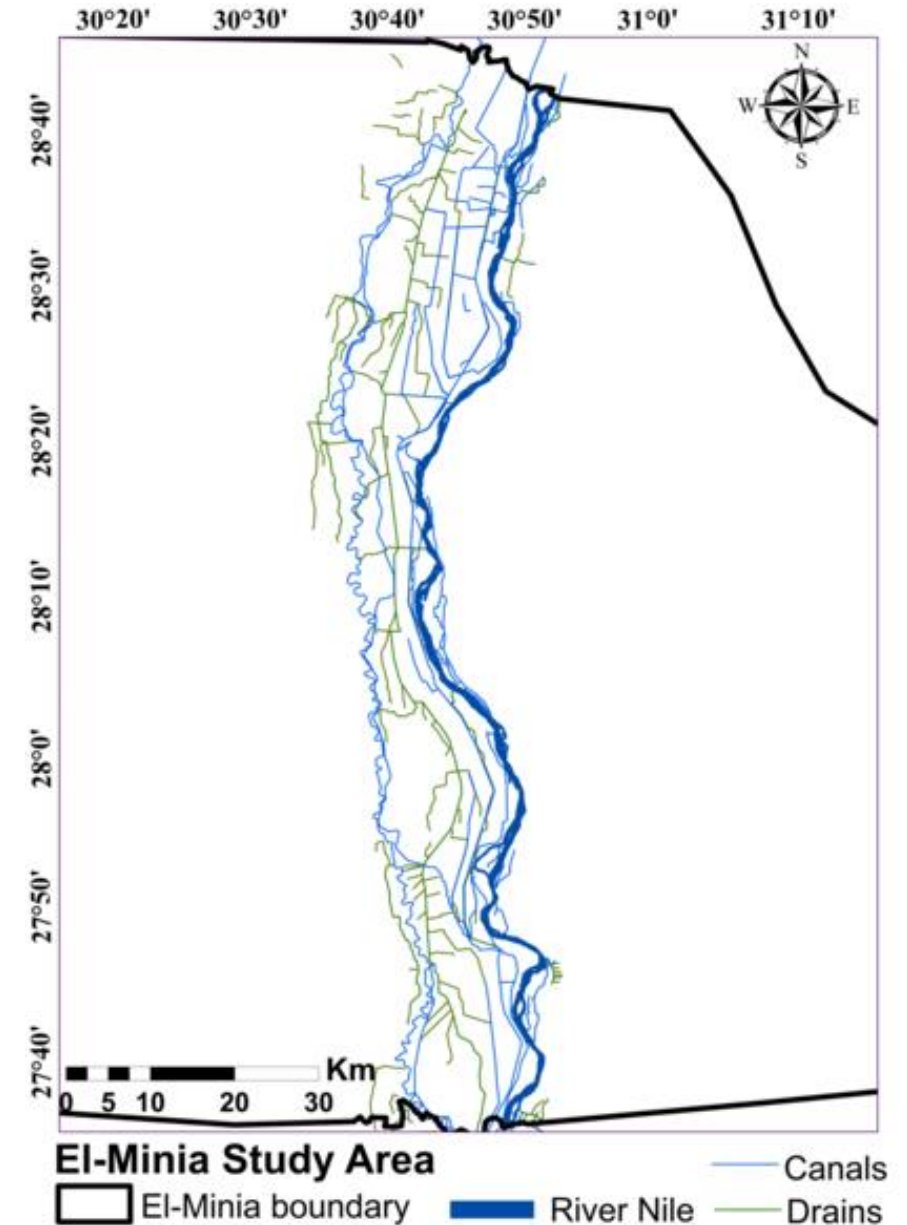 30°20' 30°30' 30°40' 30°50' 31°0' 31°10'
N
W E
S
28°40'
28°30'
28°20'
28°10'
28°0'
27°50'
27°40'
Km
0 5 10 20 30
El-Minia Study Area
Canals
El-Minia boundary River Nile Drains